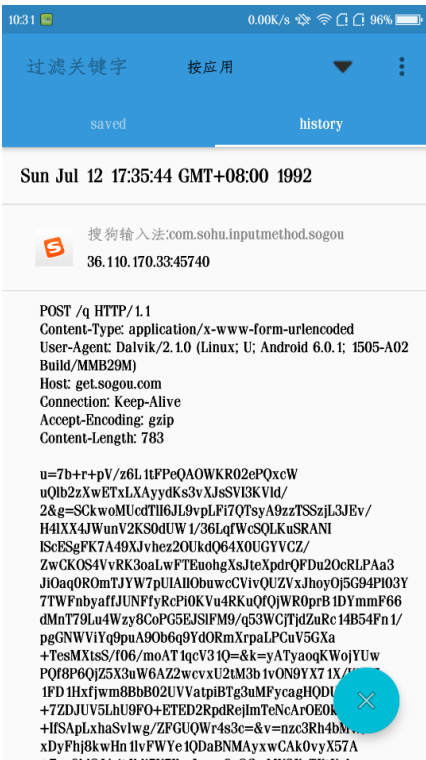 10:31 0.00K/s 96%
过滤关键字 按应用
saved history
Sun Jul 12 17:35:44 GMT+08:00 1992
搜狗输入法:com.sohu.inputmethod.sogou
36.110.170.33:45740
POST /q HTTP/1.1
Content-Type: application/x-www-form-urlencoded
User-Agent: Dalvik/2.1.0 (Linux; U; Android 6.0.1; 1505-A02
Build/MMB29M)
Host: get.sogou.com
Connection: Keep-Alive
Accept-Encoding: gzip
Content-Length: 783
u=7b+r+pV/z6L1tFPeQAOWKR02ePQxcW
uQlb2zXwETxLXAyydKs3vXJsSVI3KVld/
2&g=SCkwoMUcdTll6JL9vpLFi7QTsyA9zzTSSzjL3JEv/
H4lXX4JWunV2KS0dUW1/36LqfWcSQLKuSRANI
IScESgFK7A49XJvhez2OUkdQ64X0UGYVCZ/
ZwCKOS4VvRK3oaLwFTEuohgXsJteXpdrQFDu2OcRLPAa3
JiOaq0ROmTJYW7pUIAllObuwcCVivQUZVxJhoyOj5G94Pl03Y
7TWFnbyaffJUNFfyRcPi0KVu4RKuQfQjWR0prB1DYmmF66
dMnT79Lu4Wzy8CoPG5EJSlFM9/q53WCjTjdZuRc14B54Fn1/
pgGNWViYq9puA9Ob6q9YdORmXrpaLPCuV5GXa
+TesMXtsS/f06/moAT1qcV31Q=&k=yATyaoqKWojYUw
PQf8P6QjZ5X3uW6AZ2wcvxU2tM3b1vON9YX71X/
1FD1Hxfjwm8BbB02UVVatpiBTg3uMFycagHQDU
+7ZDJUV5LhU9FO+ETED2RpdRejImTeNcArOE0k
+IfSApLxhaSvlwg/ZFGUQWr4s3c=&v=nzc3Rh4bM
xDyFhj8kwHn1lvFWYe1QDaBNMAyxwCAk0vyX57A